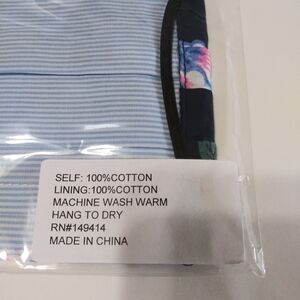 SELF: 100%COTTON
LINING:100%COTTON
MACHINE WASH WARM
HANG TO DRY
RN#149414
MADE IN CHINA